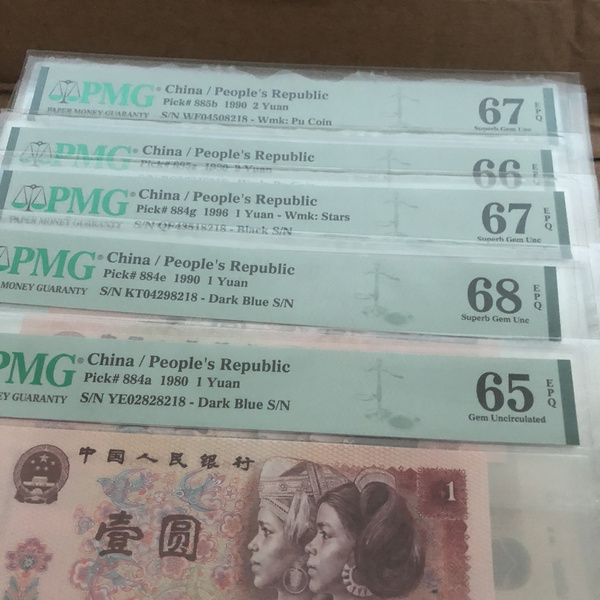 PMG
PAPER MONEY GUARANTY
China / People's Republic
Pick# 885b 1990 2 Yuan
S/N WF04508218 - Wmk: Pu Coin
67 EPQ
Superb Gem Unc
PMG
China / People's Republic
2 Yuan
66
PMG
PAPER MONEY GUARANTY
China / People's Republic
Pick# 884g 1996 1 Yuan - Wmk: Stars
Black S/N
67 EPQ
Superb Gem Unc
PMG
MONEY GUARANTY
China / People's Republic
Pick# 884e 1990 1 Yuan
S/N KT04298218 - Dark Blue S/N
68 EPQ
Superb Gem Unc
PMG
China / People's Republic
Pick# 884a 1980 1 Yuan
S/N YE02828218 - Dark Blue S/N
65 EPQ
Gem Uncirculated
中国人民银行
壹圆
1